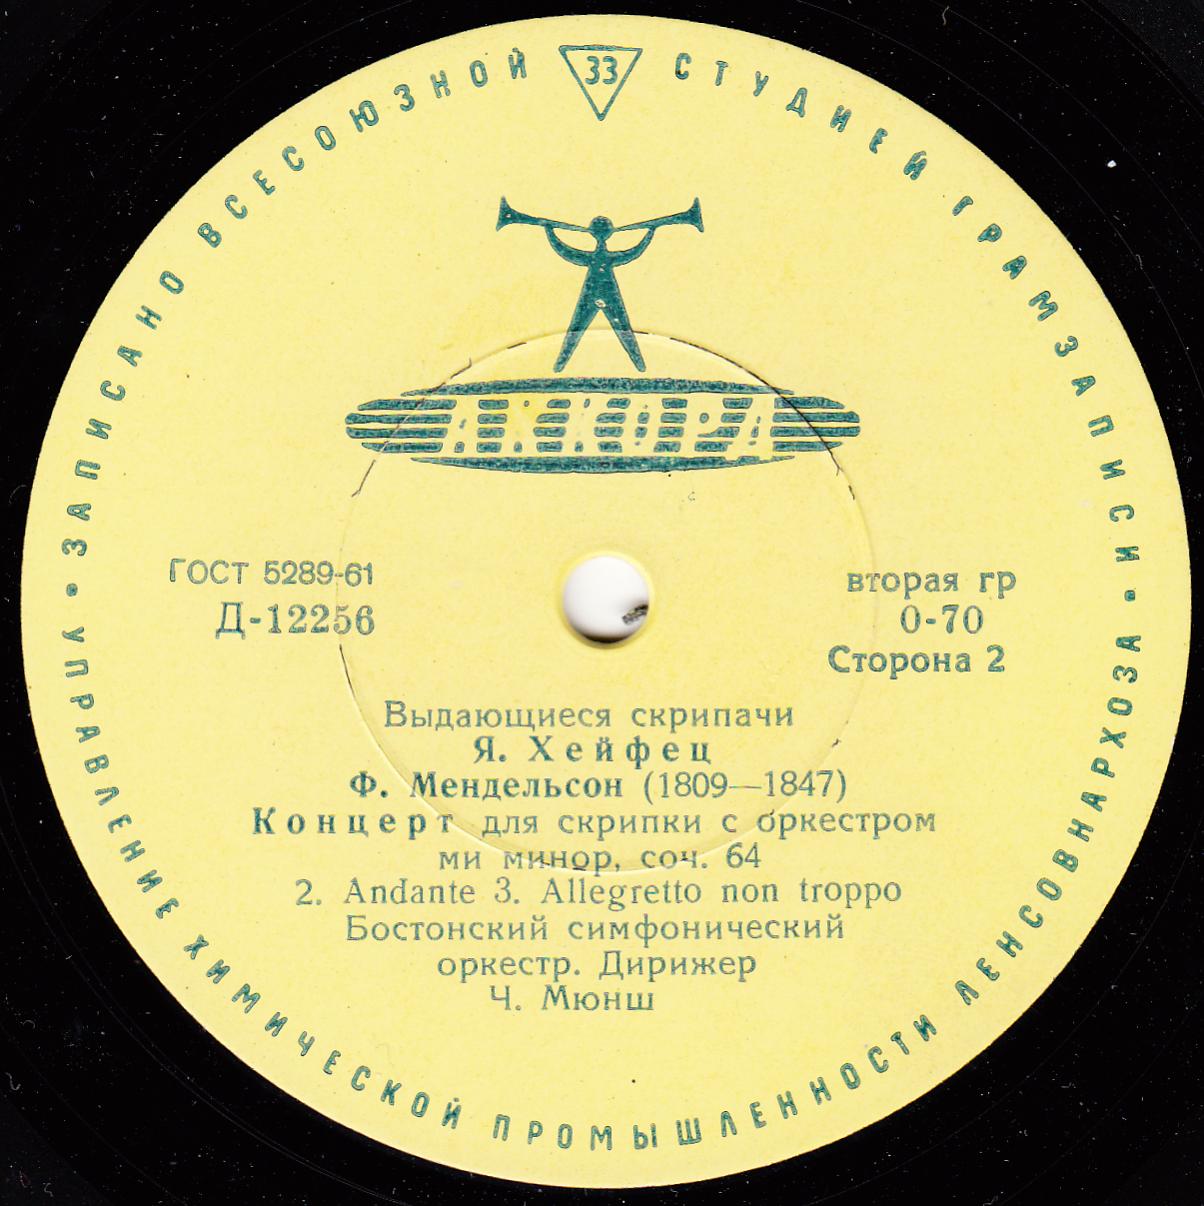 ЗАПИСАНО ВСЕСОЮЗНОЙ СТУДИЕЙ ГРАМЗАПИСИ
33
АККОРД
ГОСТ 5289-61
Д-12256
вторая гр
0-70
Сторона 2
Выдающиеся скрипачи
Я. Хейфец
Ф. Мендельсон (1809—1847)
Концерт для скрипки с оркестром
ми минор, соч. 64
2. Andante 3. Allegretto non troppo
Бостонский симфонический
оркестр. Дирижер
Ч. Мюнш
УПРАВЛЕНИЕ ХИМИЧЕСКОЙ ПРОМЫШЛЕННОСТИ ЛЕНСОВНАРХОЗА